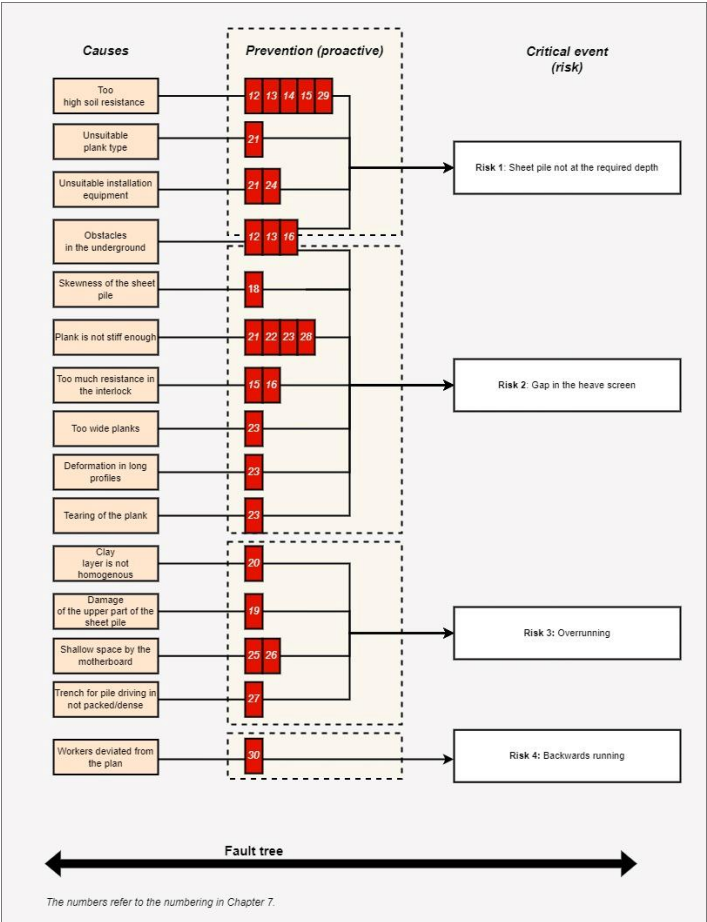 Causes
Prevention (proactive)
Critical event
(risk)
Too
high soil resistance
12 13 14 15 29
Unsuitable
plank type
21
Risk 1: Sheet pile not at the required depth
Unsuitable installation
equipment
21 24
Obstacles
in the underground
12 13 16
Skewness of the sheet
pile
18
Plank is not stiff enough
21 22 23 28
Too much resistance in
the interlock
15 16
Risk 2: Gap in the heave screen
Too wide planks
23
Deformation in long
profiles
23
Tearing of the plank
23
Clay
layer is not
homogenous
20
Damage
of the upper part of the
sheet pile
19
Risk 3: Overrunning
Shallow space by the
motherboard
25 26
Trench for pile driving in
not packed/dense
27
Workers deviated from
the plan
30
Risk 4: Backwards running
Fault tree
The numbers refer to the numbering in Chapter 7.